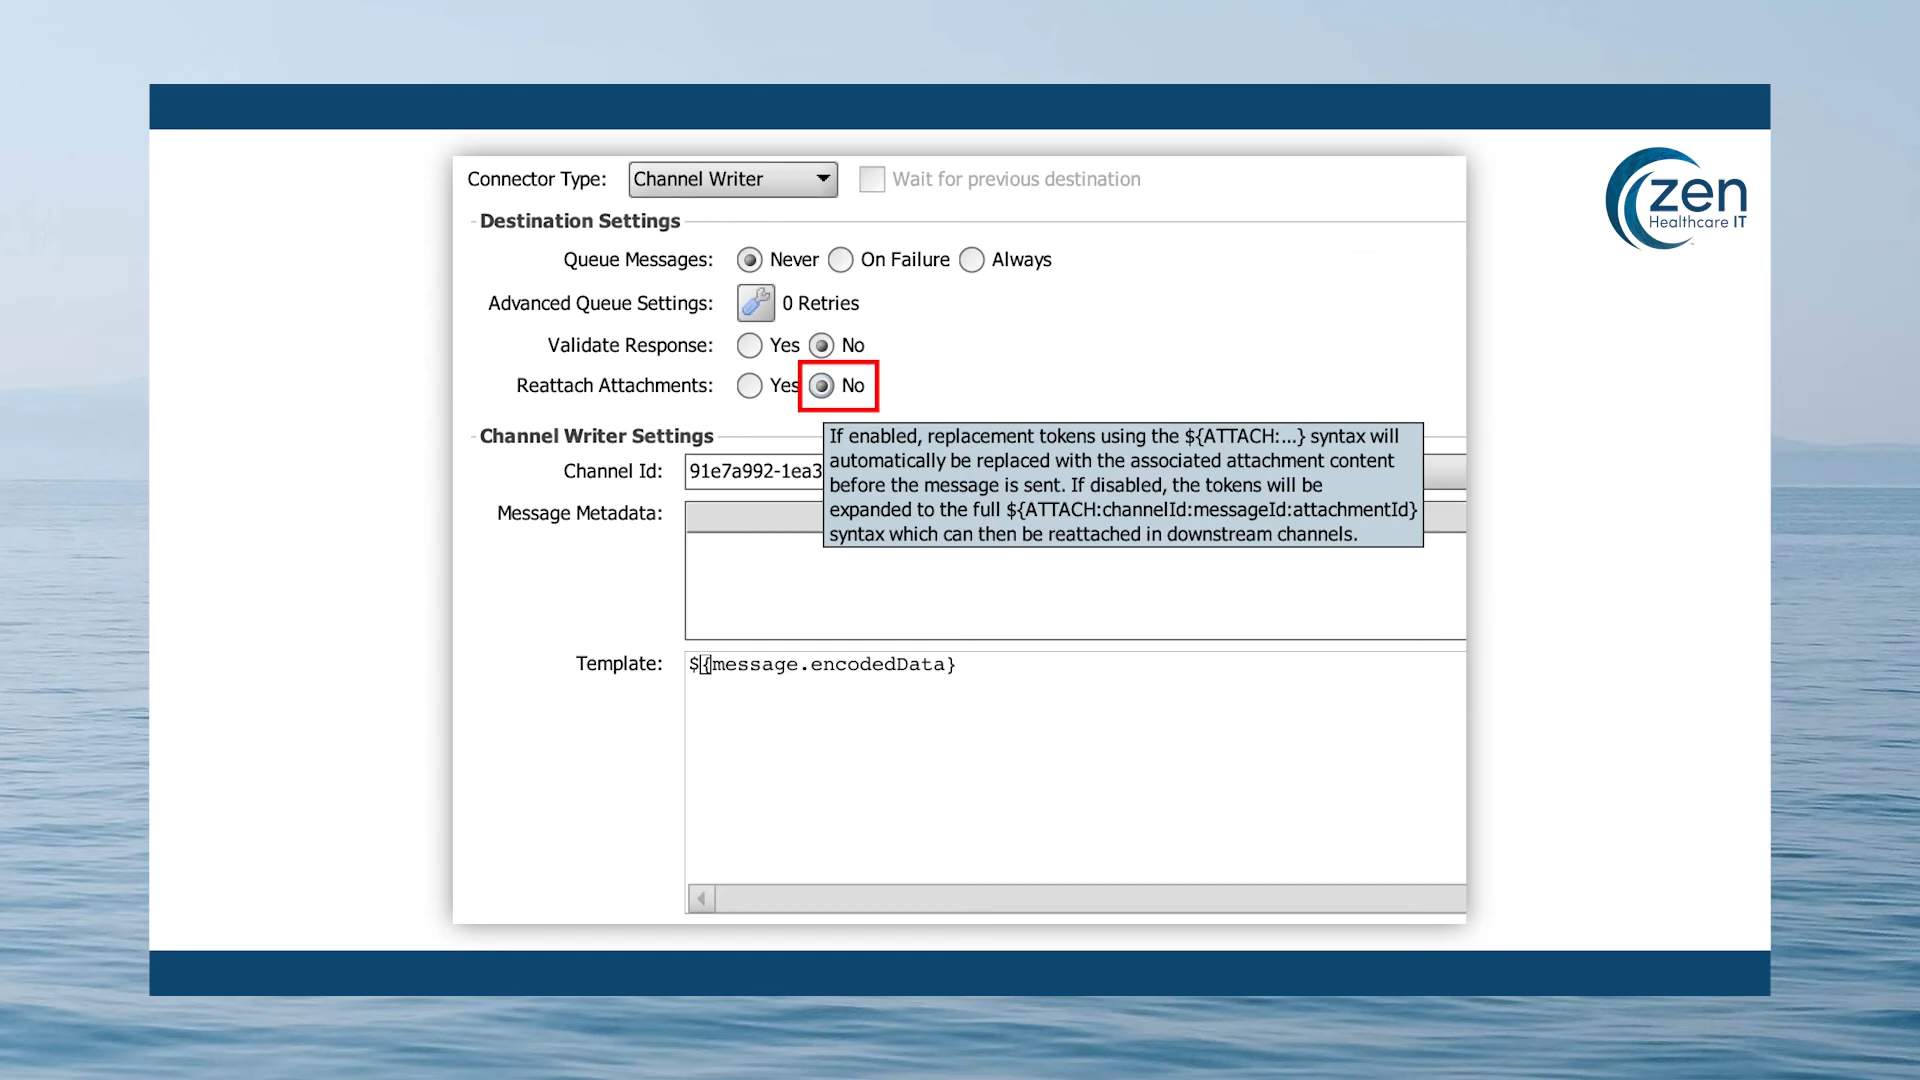 Connector Type: Channel Writer Wait for previous destination
zen
Healthcare IT
Destination Settings
Queue Messages: Never On Failure Always
Advanced Queue Settings: 0 Retries
Validate Response: Yes No
Reattach Attachments: Yes No
Channel Writer Settings
If enabled, replacement tokens using the ${ATTACH:...} syntax will
automatically be replaced with the associated attachment content
before the message is sent. If disabled, the tokens will be
expanded to the full ${ATTACH:channelId:messageId:attachmentId}
syntax which can then be reattached in downstream channels.
Channel Id: 91e7a992-1ea3
Message Metadata:
Template: ${message.encodedData}